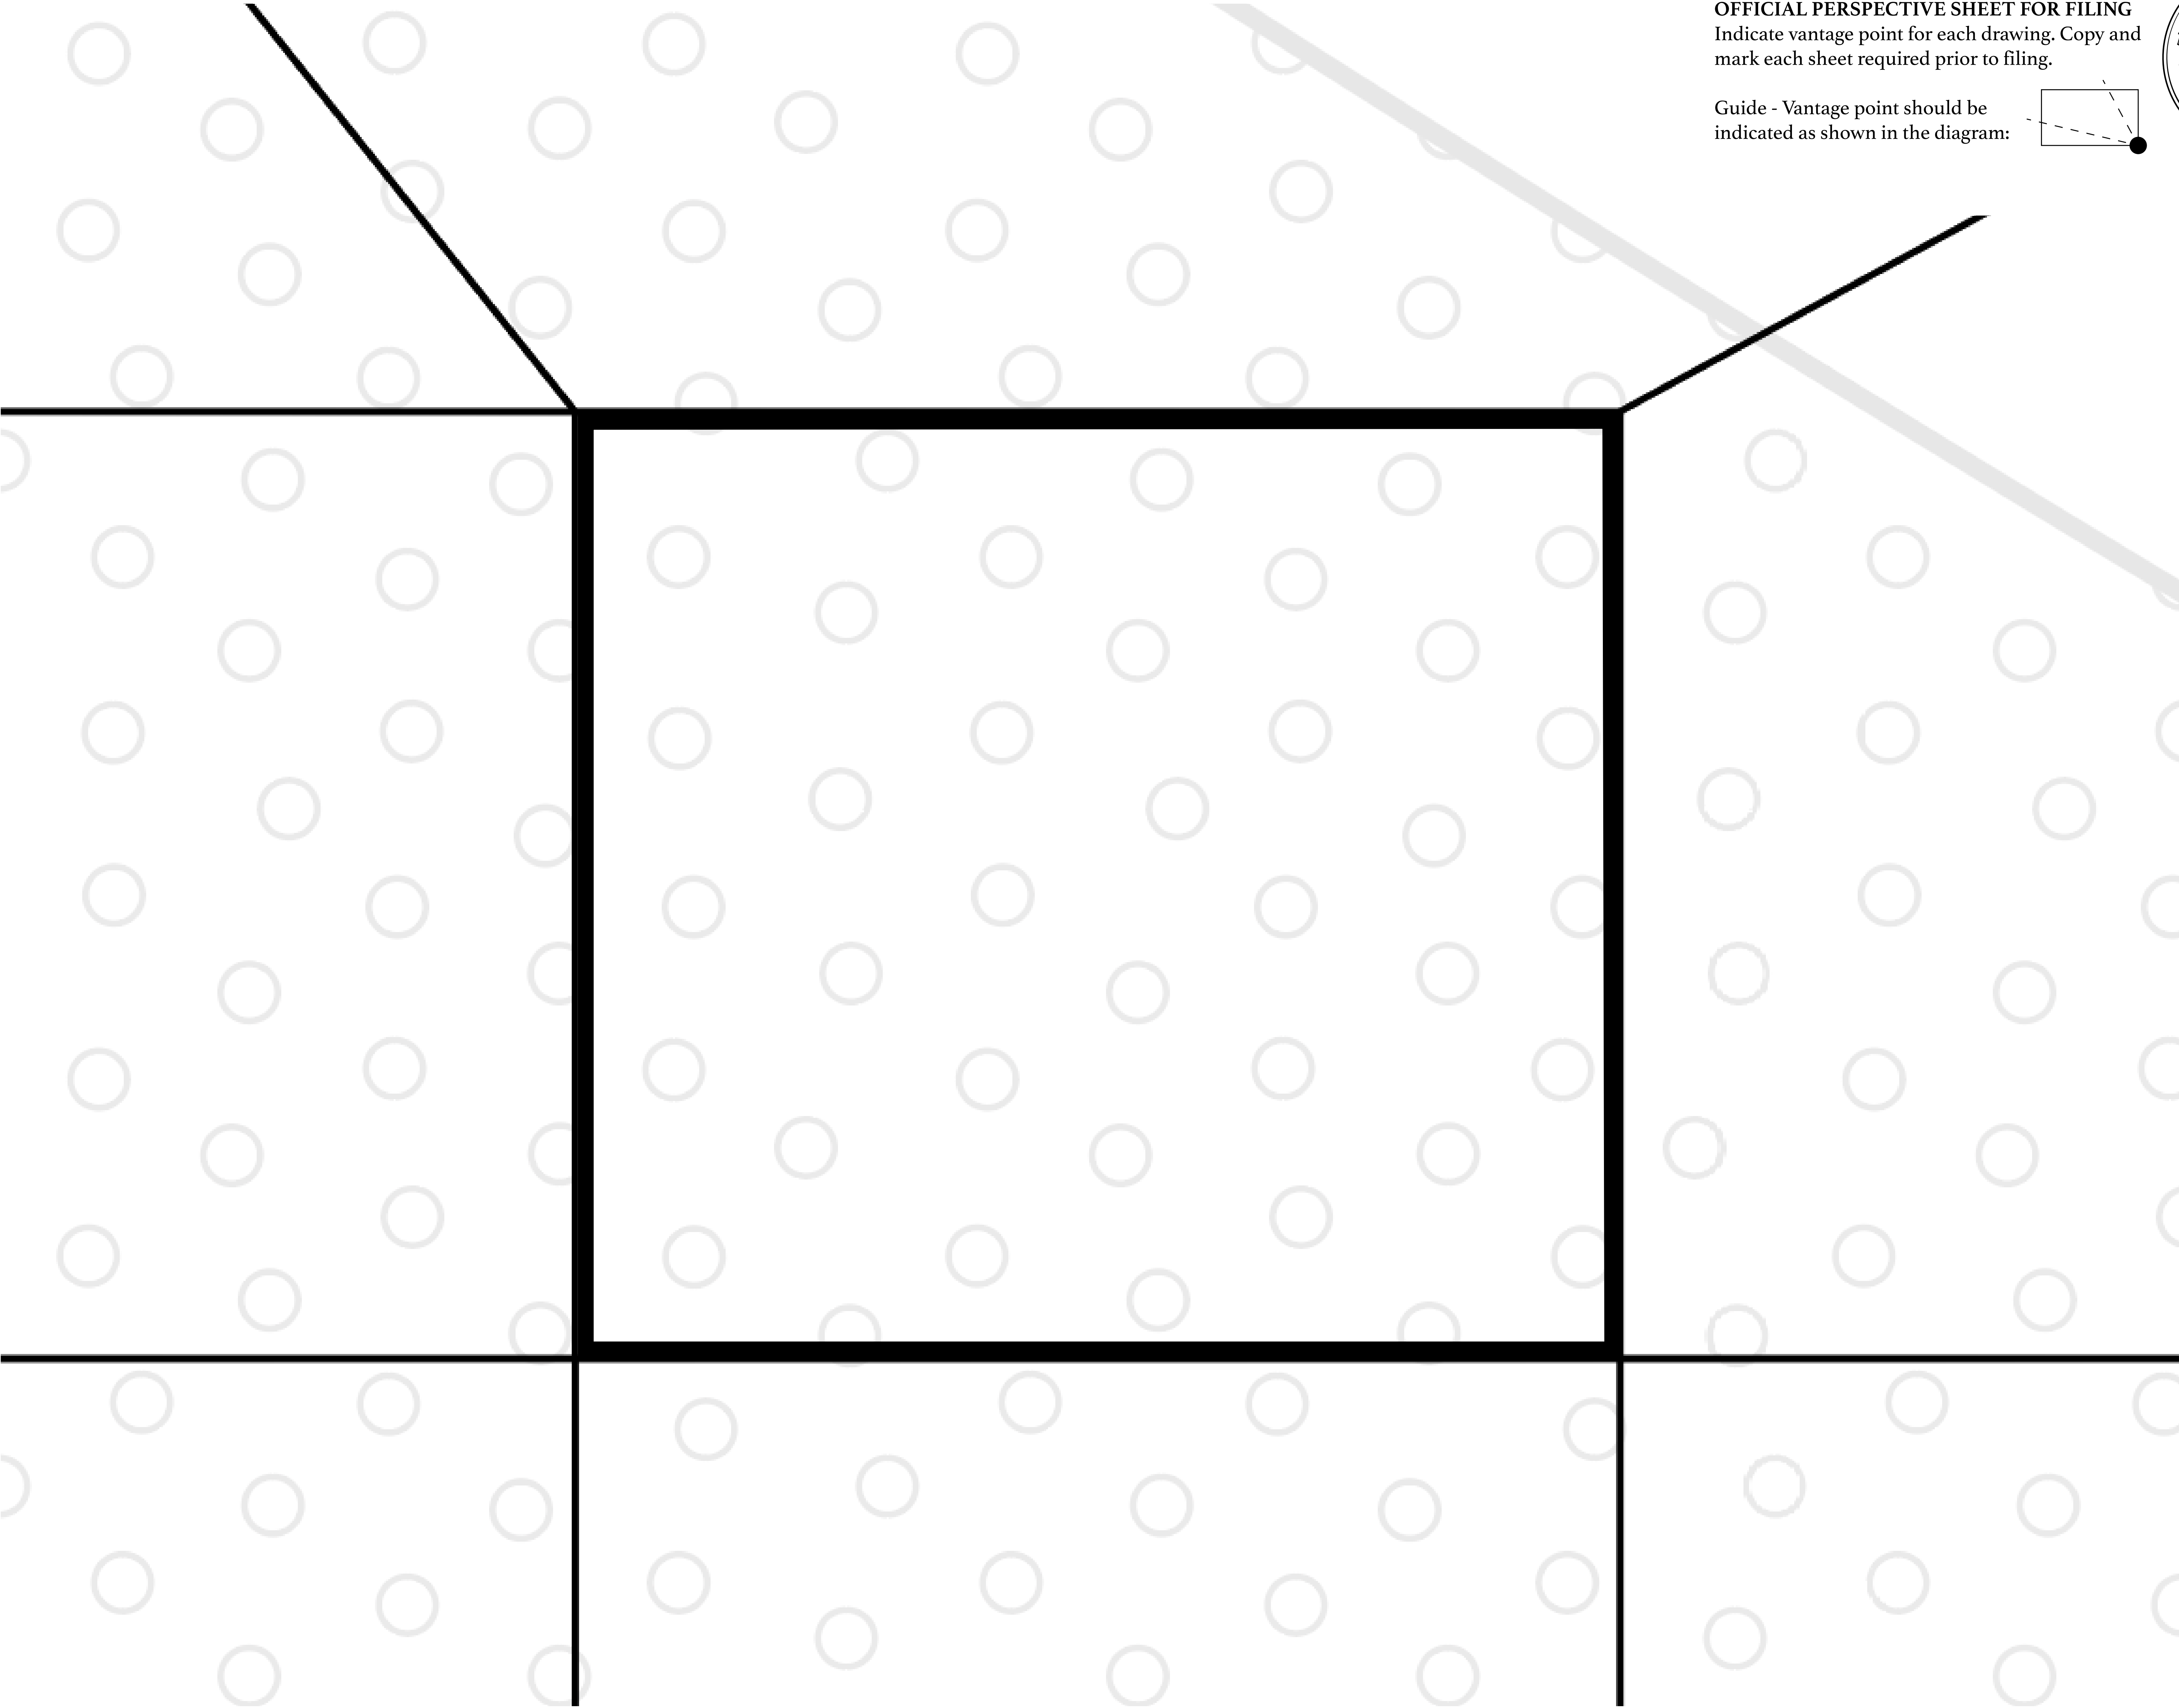 OFFICIAL PERSPECTIVE SHEET FOR FILING
Indicate vantage point for each drawing. Copy and
mark each sheet required prior to filing.
Guide - Vantage point should be
indicated as shown in the diagram: